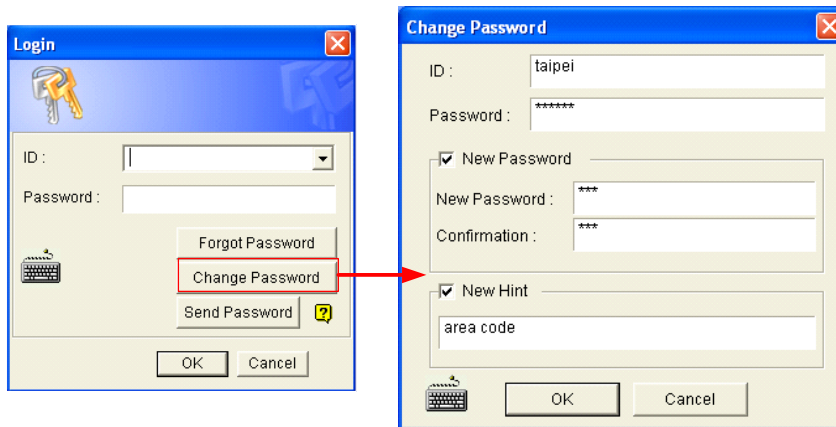 Login
ID :
Password :
Forgot Password
Change Password
Send Password
?
OK Cancel
Change Password
ID : taipei
Password : ******
New Password
New Password : ***
Confirmation : ***
New Hint
area code
OK Cancel